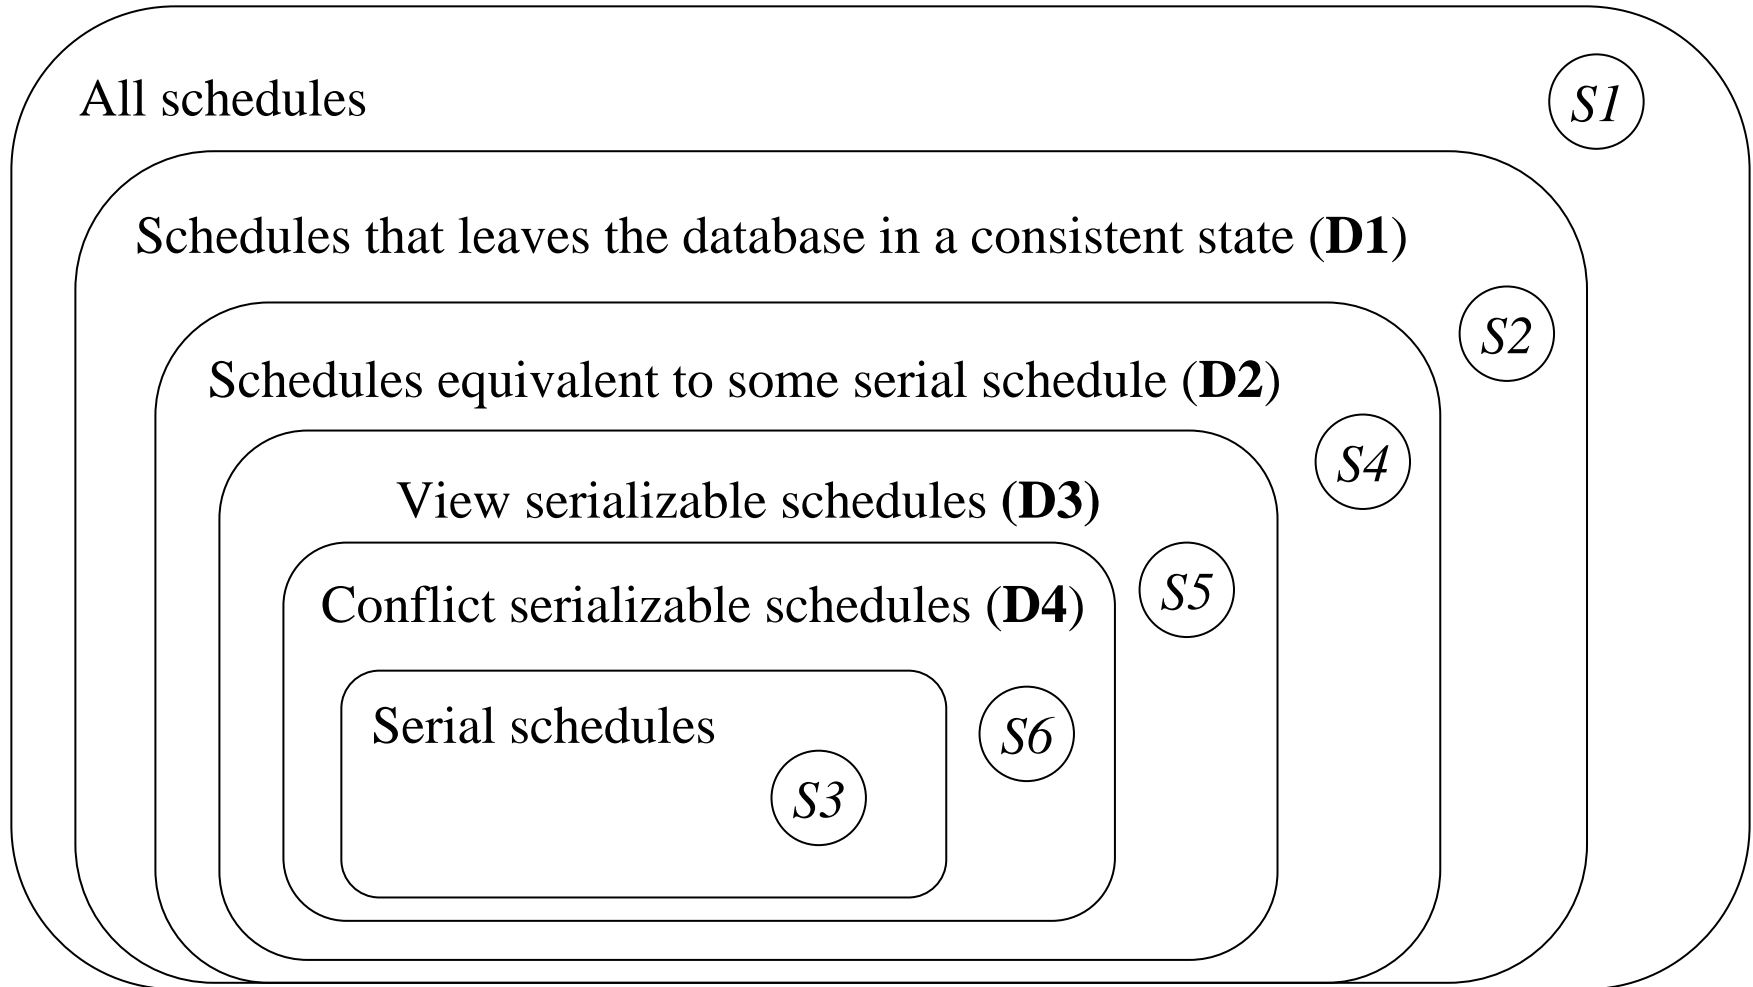 All schedules
S1
Schedules that leaves the database in a consistent state (D1)
S2
Schedules equivalent to some serial schedule (D2)
S4
View serializable schedules (D3)
S5
Conflict serializable schedules (D4)
S6
Serial schedules
S3